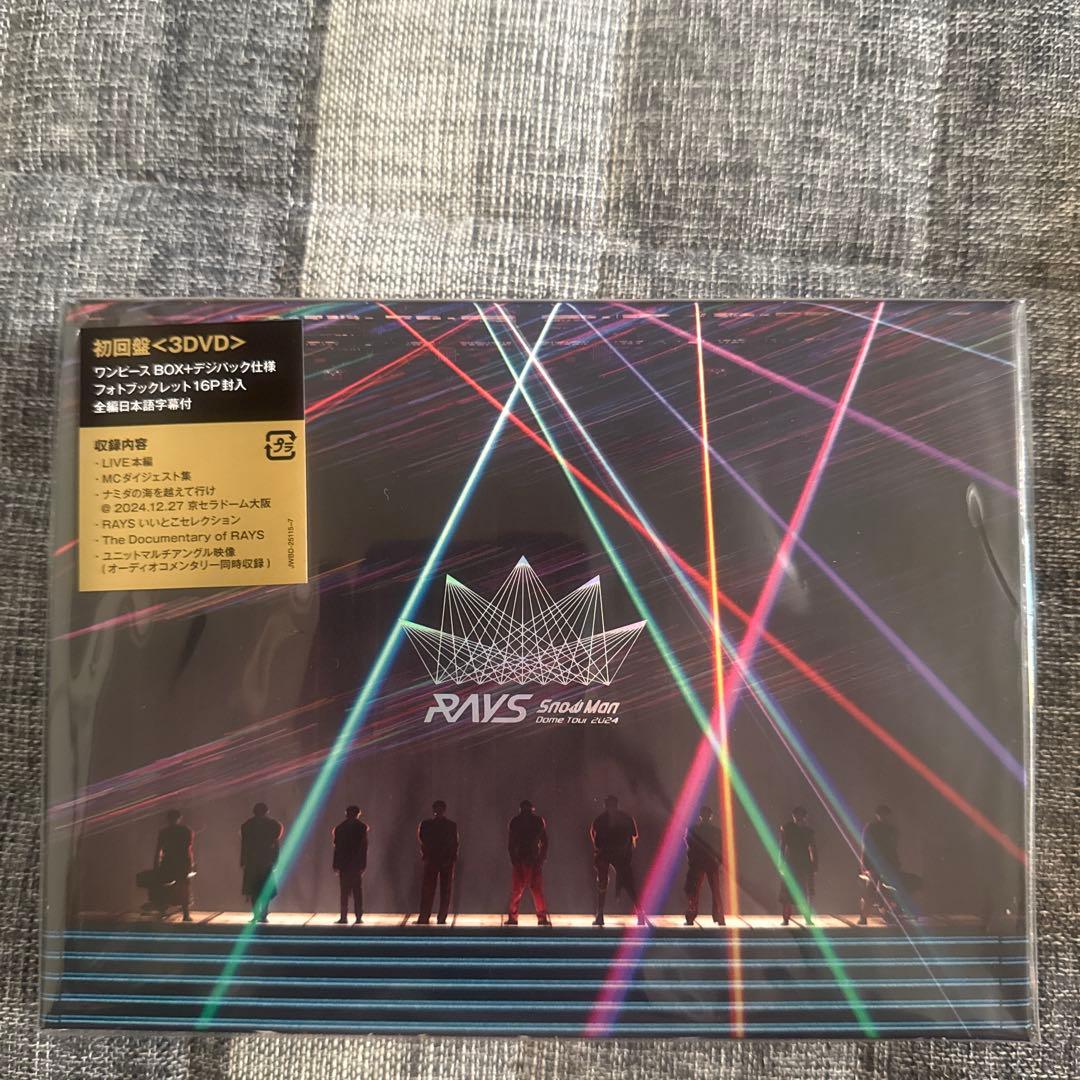 初回盤<3DVD>
ワンピース BOX+デジパック仕様
フォトブックレット16P封入
全編日本語字幕付
収録内容
プラ
・LIVE本編
・MCダイジェスト集
・ナミダの海を越えて行け
@ 2024.12.27 京セラドーム大阪
・RAYS いいとこセレクション
・The Documentary of RAYS
・ユニットマルチアングル映像
(オーディオコメンタリー同時収録)
JWBD-25115~7
RAYS Snow Man
Dome Tour 2024